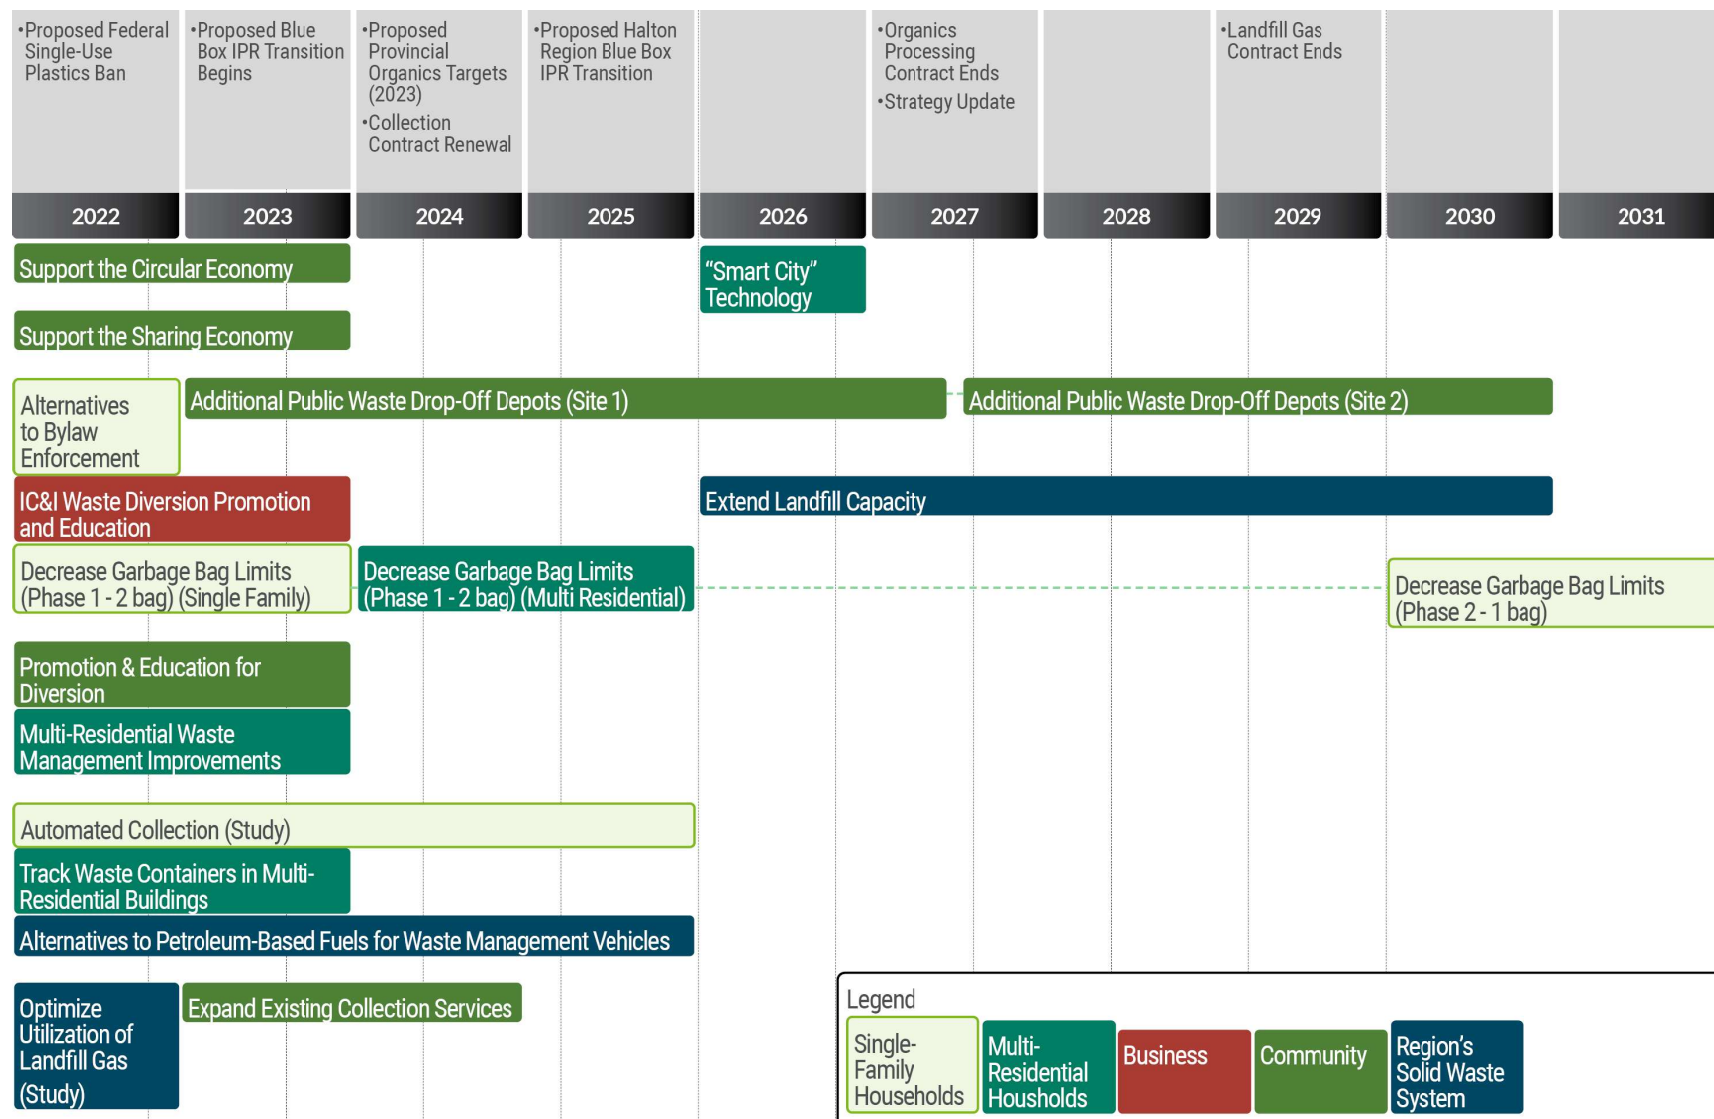 •Proposed Federal
Single-Use
Plastics Ban
•Proposed Blue
Box IPR Transition
Begins
•Proposed
Provincial
Organics Targets
(2023)
•Collection
Contract Renewal
•Proposed Halton
Region Blue Box
IPR Transition
•Organics
Processing
Contract Ends
•Strategy Update
•Landfill Gas
Contract Ends
2022
2023
2024
2025
2026
2027
2028
2029
2030
2031
Support the Circular Economy
“Smart City”
Technology
Support the Sharing Economy
Alternatives
to Bylaw
Enforcement
Additional Public Waste Drop-Off Depots (Site 1)
Additional Public Waste Drop-Off Depots (Site 2)
IC&I Waste Diversion Promotion
and Education
Extend Landfill Capacity
Decrease Garbage Bag Limits
(Phase 1 - 2 bag) (Single Family)
Decrease Garbage Bag Limits
(Phase 1 - 2 bag) (Multi Residential)
Decrease Garbage Bag Limits
(Phase 2 - 1 bag)
Promotion & Education for
Diversion
Multi-Residential Waste
Management Improvements
Automated Collection (Study)
Track Waste Containers in Multi-
Residential Buildings
Alternatives to Petroleum-Based Fuels for Waste Management Vehicles
Optimize
Utilization of
Landfill Gas
(Study)
Expand Existing Collection Services
Legend
Single-
Family
Households
Multi-
Residential
Housholds
Business
Community
Region’s
Solid Waste
System